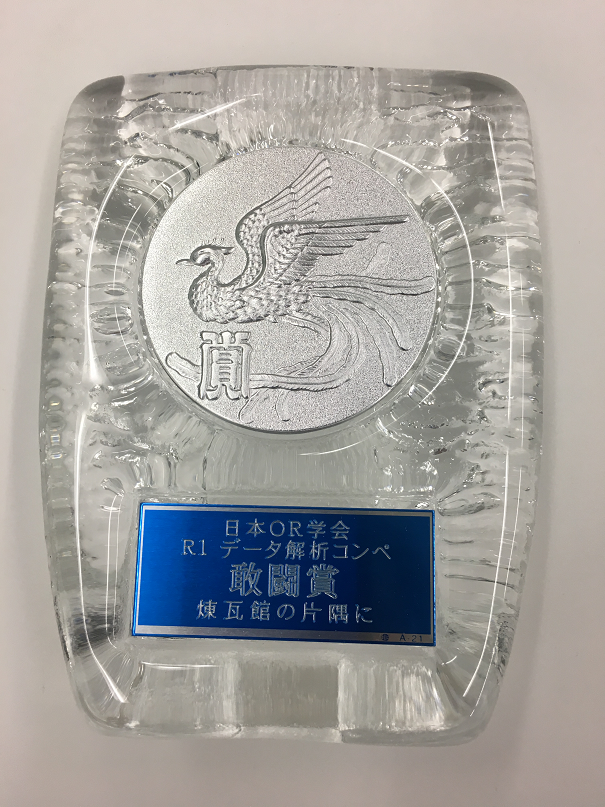 賞
日本OR学会
R1 データ解析コンペ
敢闘賞
煉瓦館の片隅に
A-21